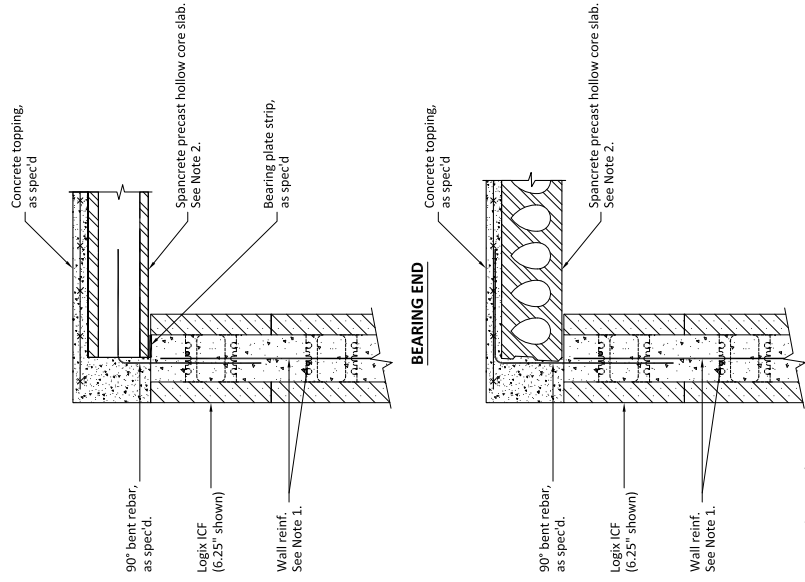 Concrete topping,
as spec'd
Spancrete precast hollow core slab.
See Note 2.
Bearing plate strip,
as spec'd
90° bent rebar,
as spec'd.
Logix ICF
(6.25" shown)
Wall reinf.
See Note 1.
BEARING END
Concrete topping,
as spec'd
Spancrete precast hollow core slab.
See Note 2.
90° bent rebar,
as spec'd.
Logix ICF
(6.25" shown)
Wall reinf.
See Note 1.